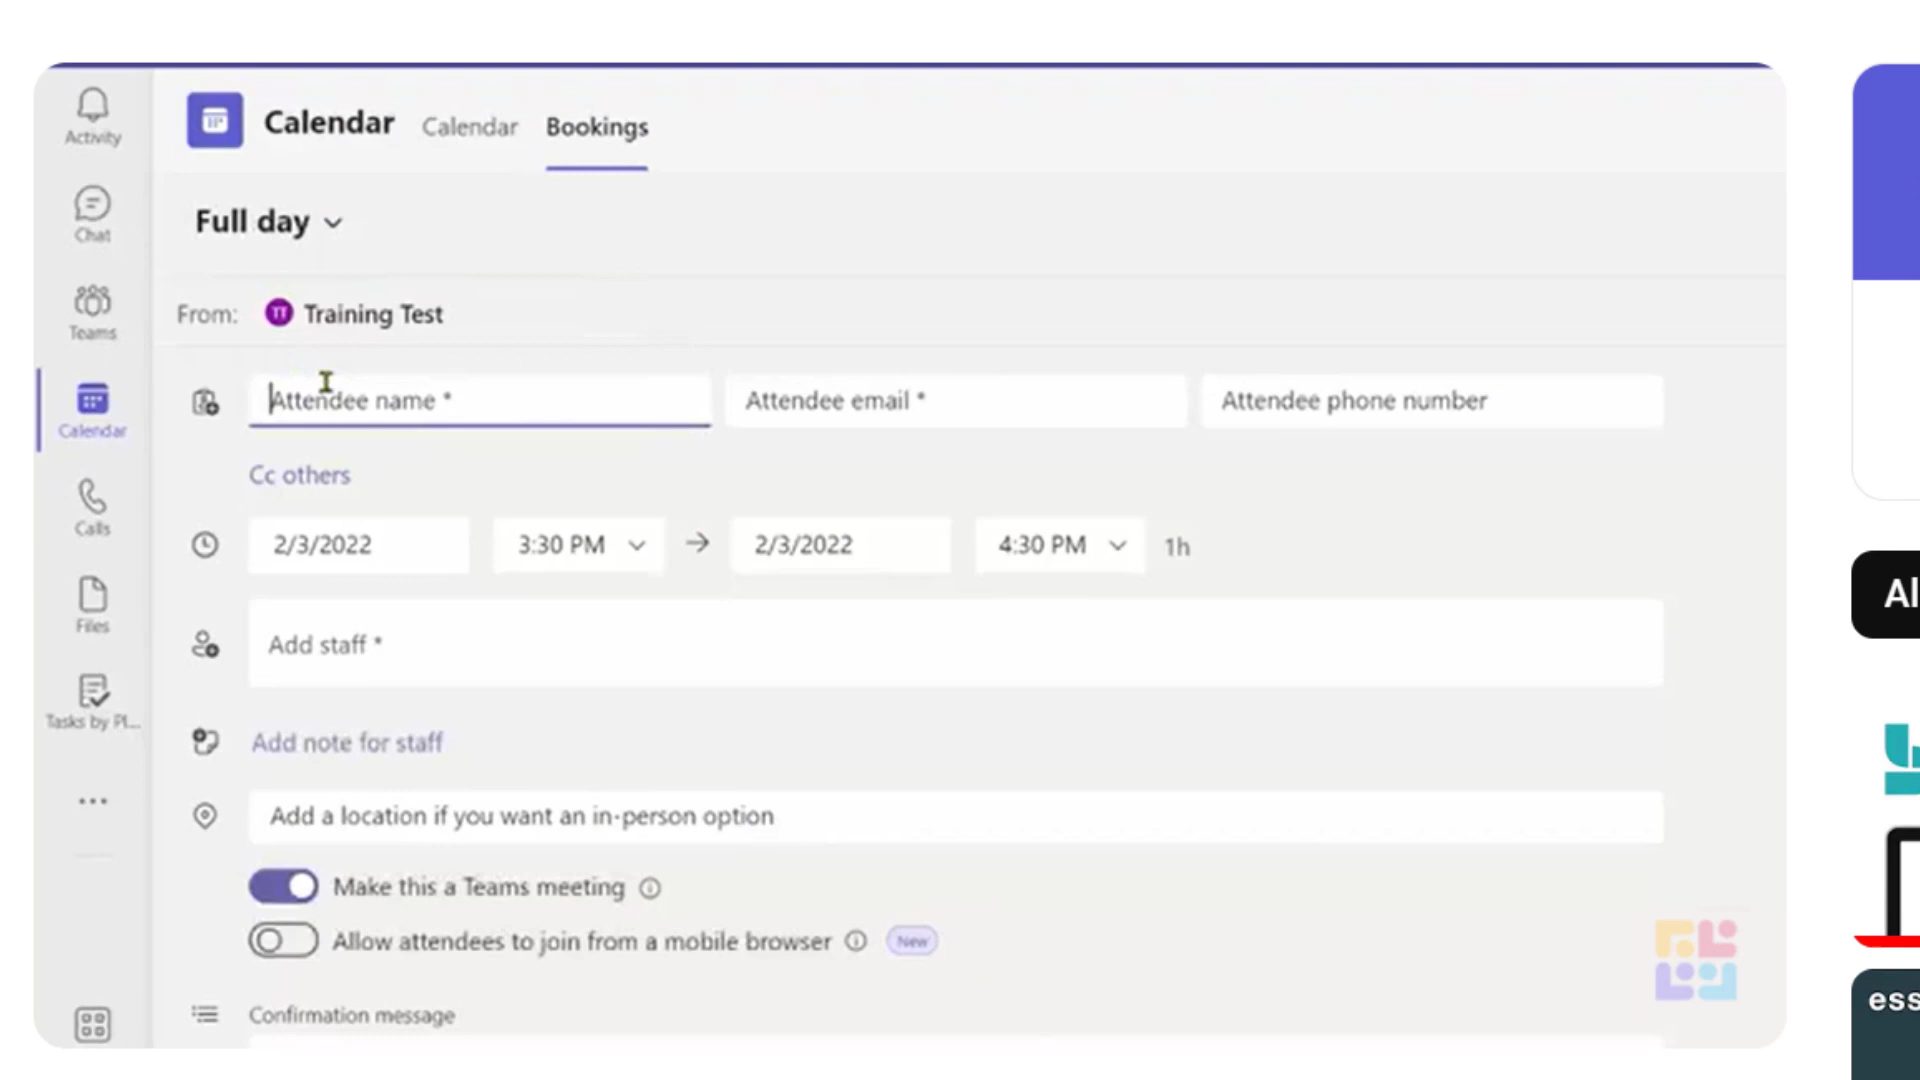 Activity
Chat
Teams
Calendar
Calls
Files
Tasks by Pl...
Calendar Calendar Bookings
Full day
From: TT Training Test
Attendee name * Attendee email * Attendee phone number
Cc others
2/3/2022 3:30 PM → 2/3/2022 4:30 PM 1h
Add staff *
Add note for staff
Add a location if you want an in-person option
Make this a Teams meeting
Allow attendees to join from a mobile browser New
Confirmation message
Al
ess